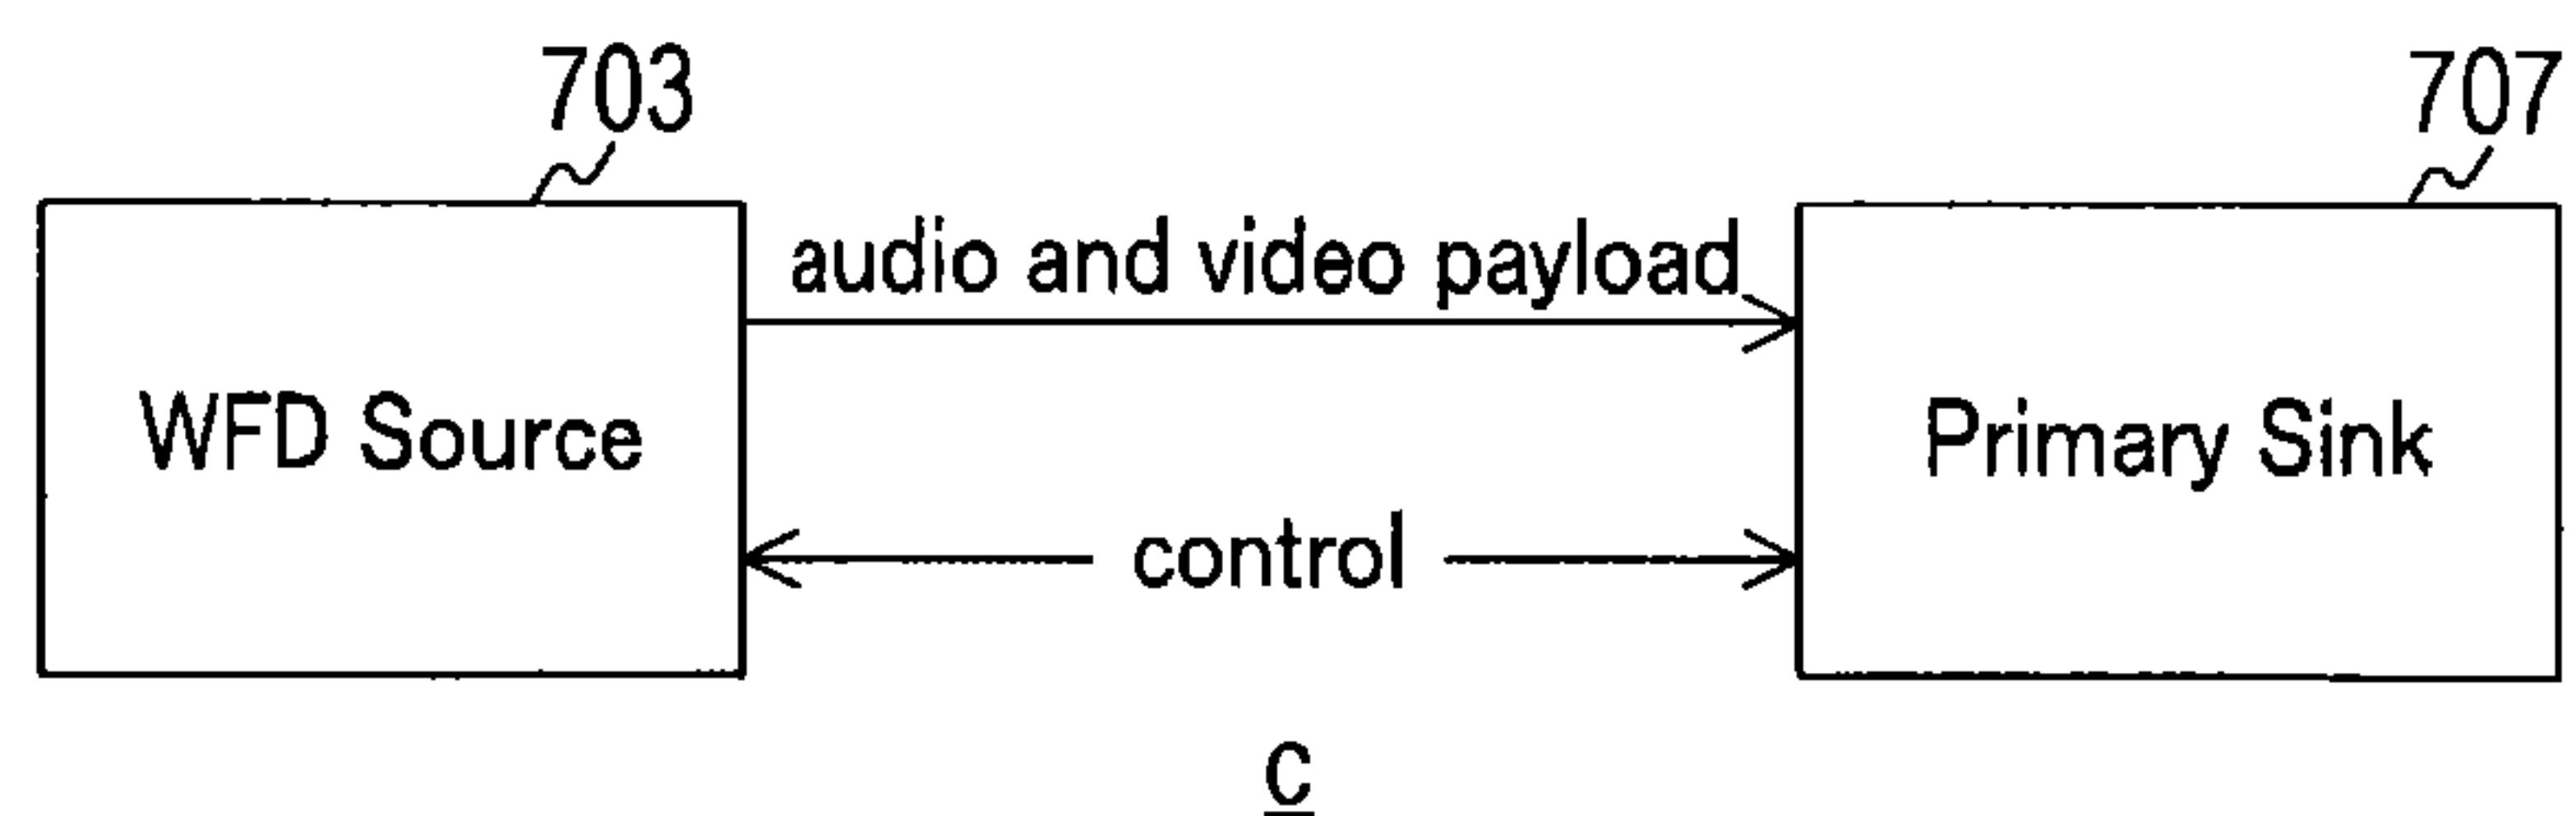 703
707
audio and video payload
WFD Source
Primary Sink
control
C